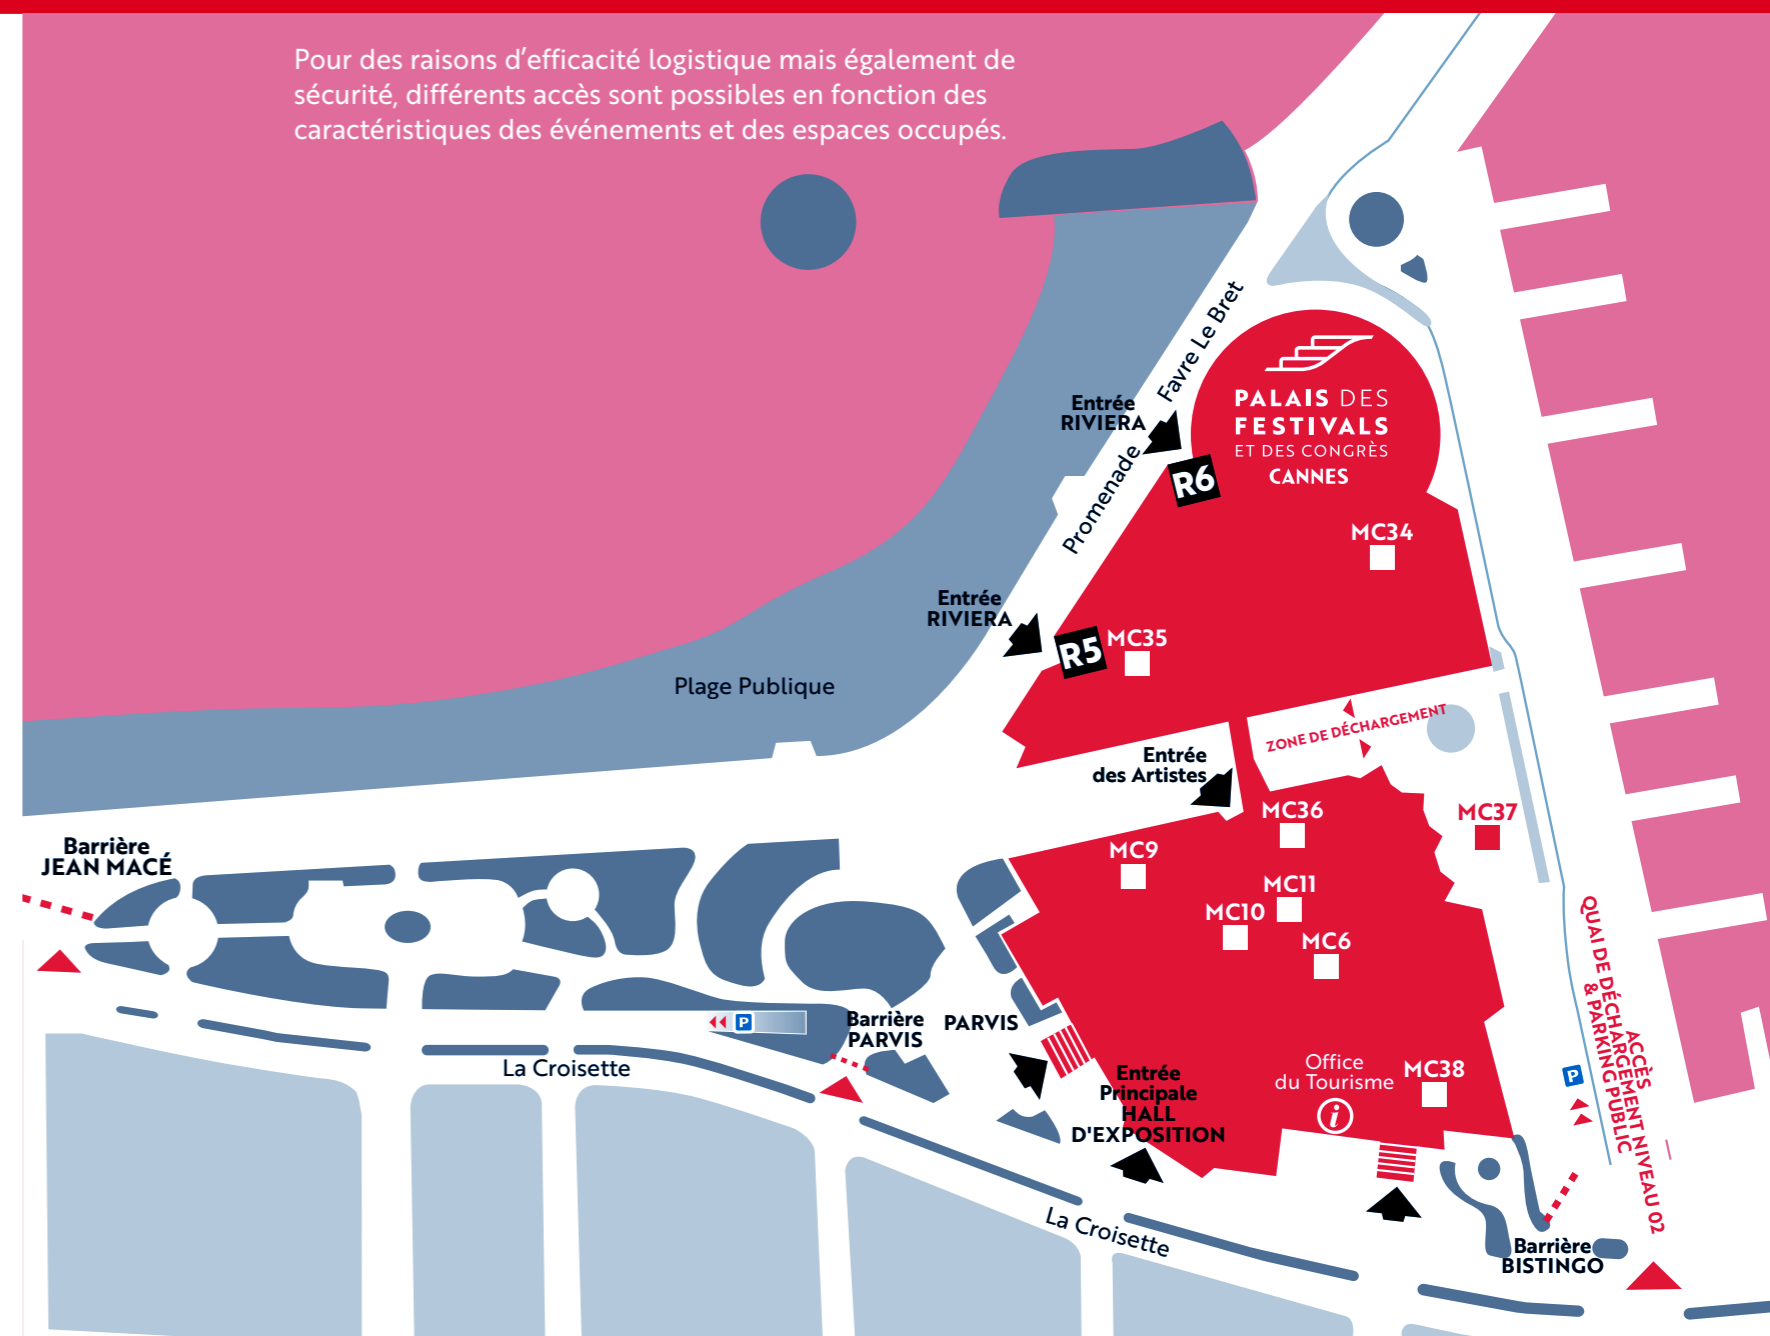 Pour des raisons d'efficacité logistique mais également de
sécurité, différents accès sont possibles en fonction des
caractéristiques des événements et des espaces occupés.
Promenade Favre Le Bret
PALAIS DES
FESTIVALS
ET DES CONGRÈS
CANNES
Entrée
RIVIERA
R6
MC34
Entrée
RIVIERA
R5
MC35
Plage Publique
ZONE DE DÉCHARGEMENT
Entrée
des Artistes
MC36
MC37
Barrière
JEAN MACÉ
MC9
MC11
MC10
MC6
QUAI DE DÉCHARGEMENT NIVEAU 02
& PARKING PUBLIC
ACCÈS
P
Barrière
PARVIS
PARVIS
La Croisette
Office
du Tourisme
i
MC38
P
Entrée
Principale
HALL
D'EXPOSITION
La Croisette
Barrière
BISTINGO